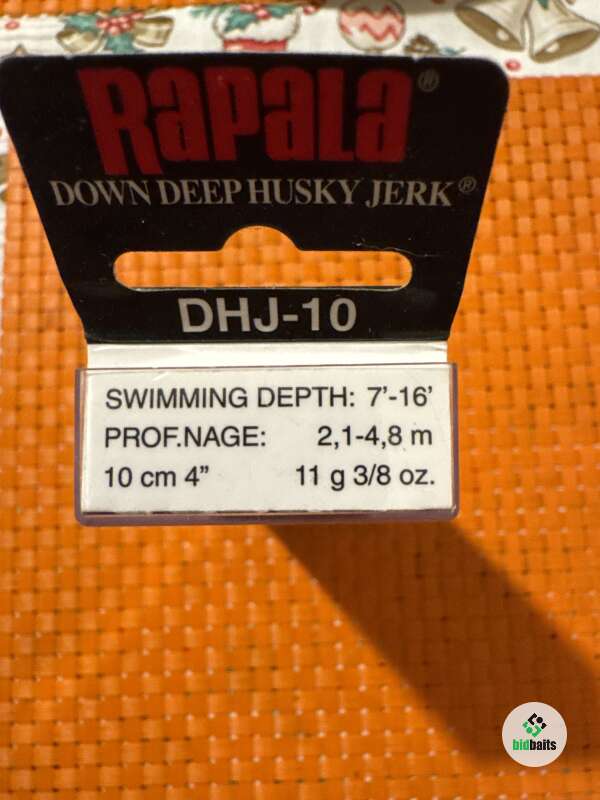 Rapala®
DOWN DEEP HUSKY JERK®
DHJ-10
SWIMMING DEPTH: 7'-16'
PROF.NAGE: 2,1-4,8 m
10 cm 4” 11 g 3/8 oz.
bidbaits